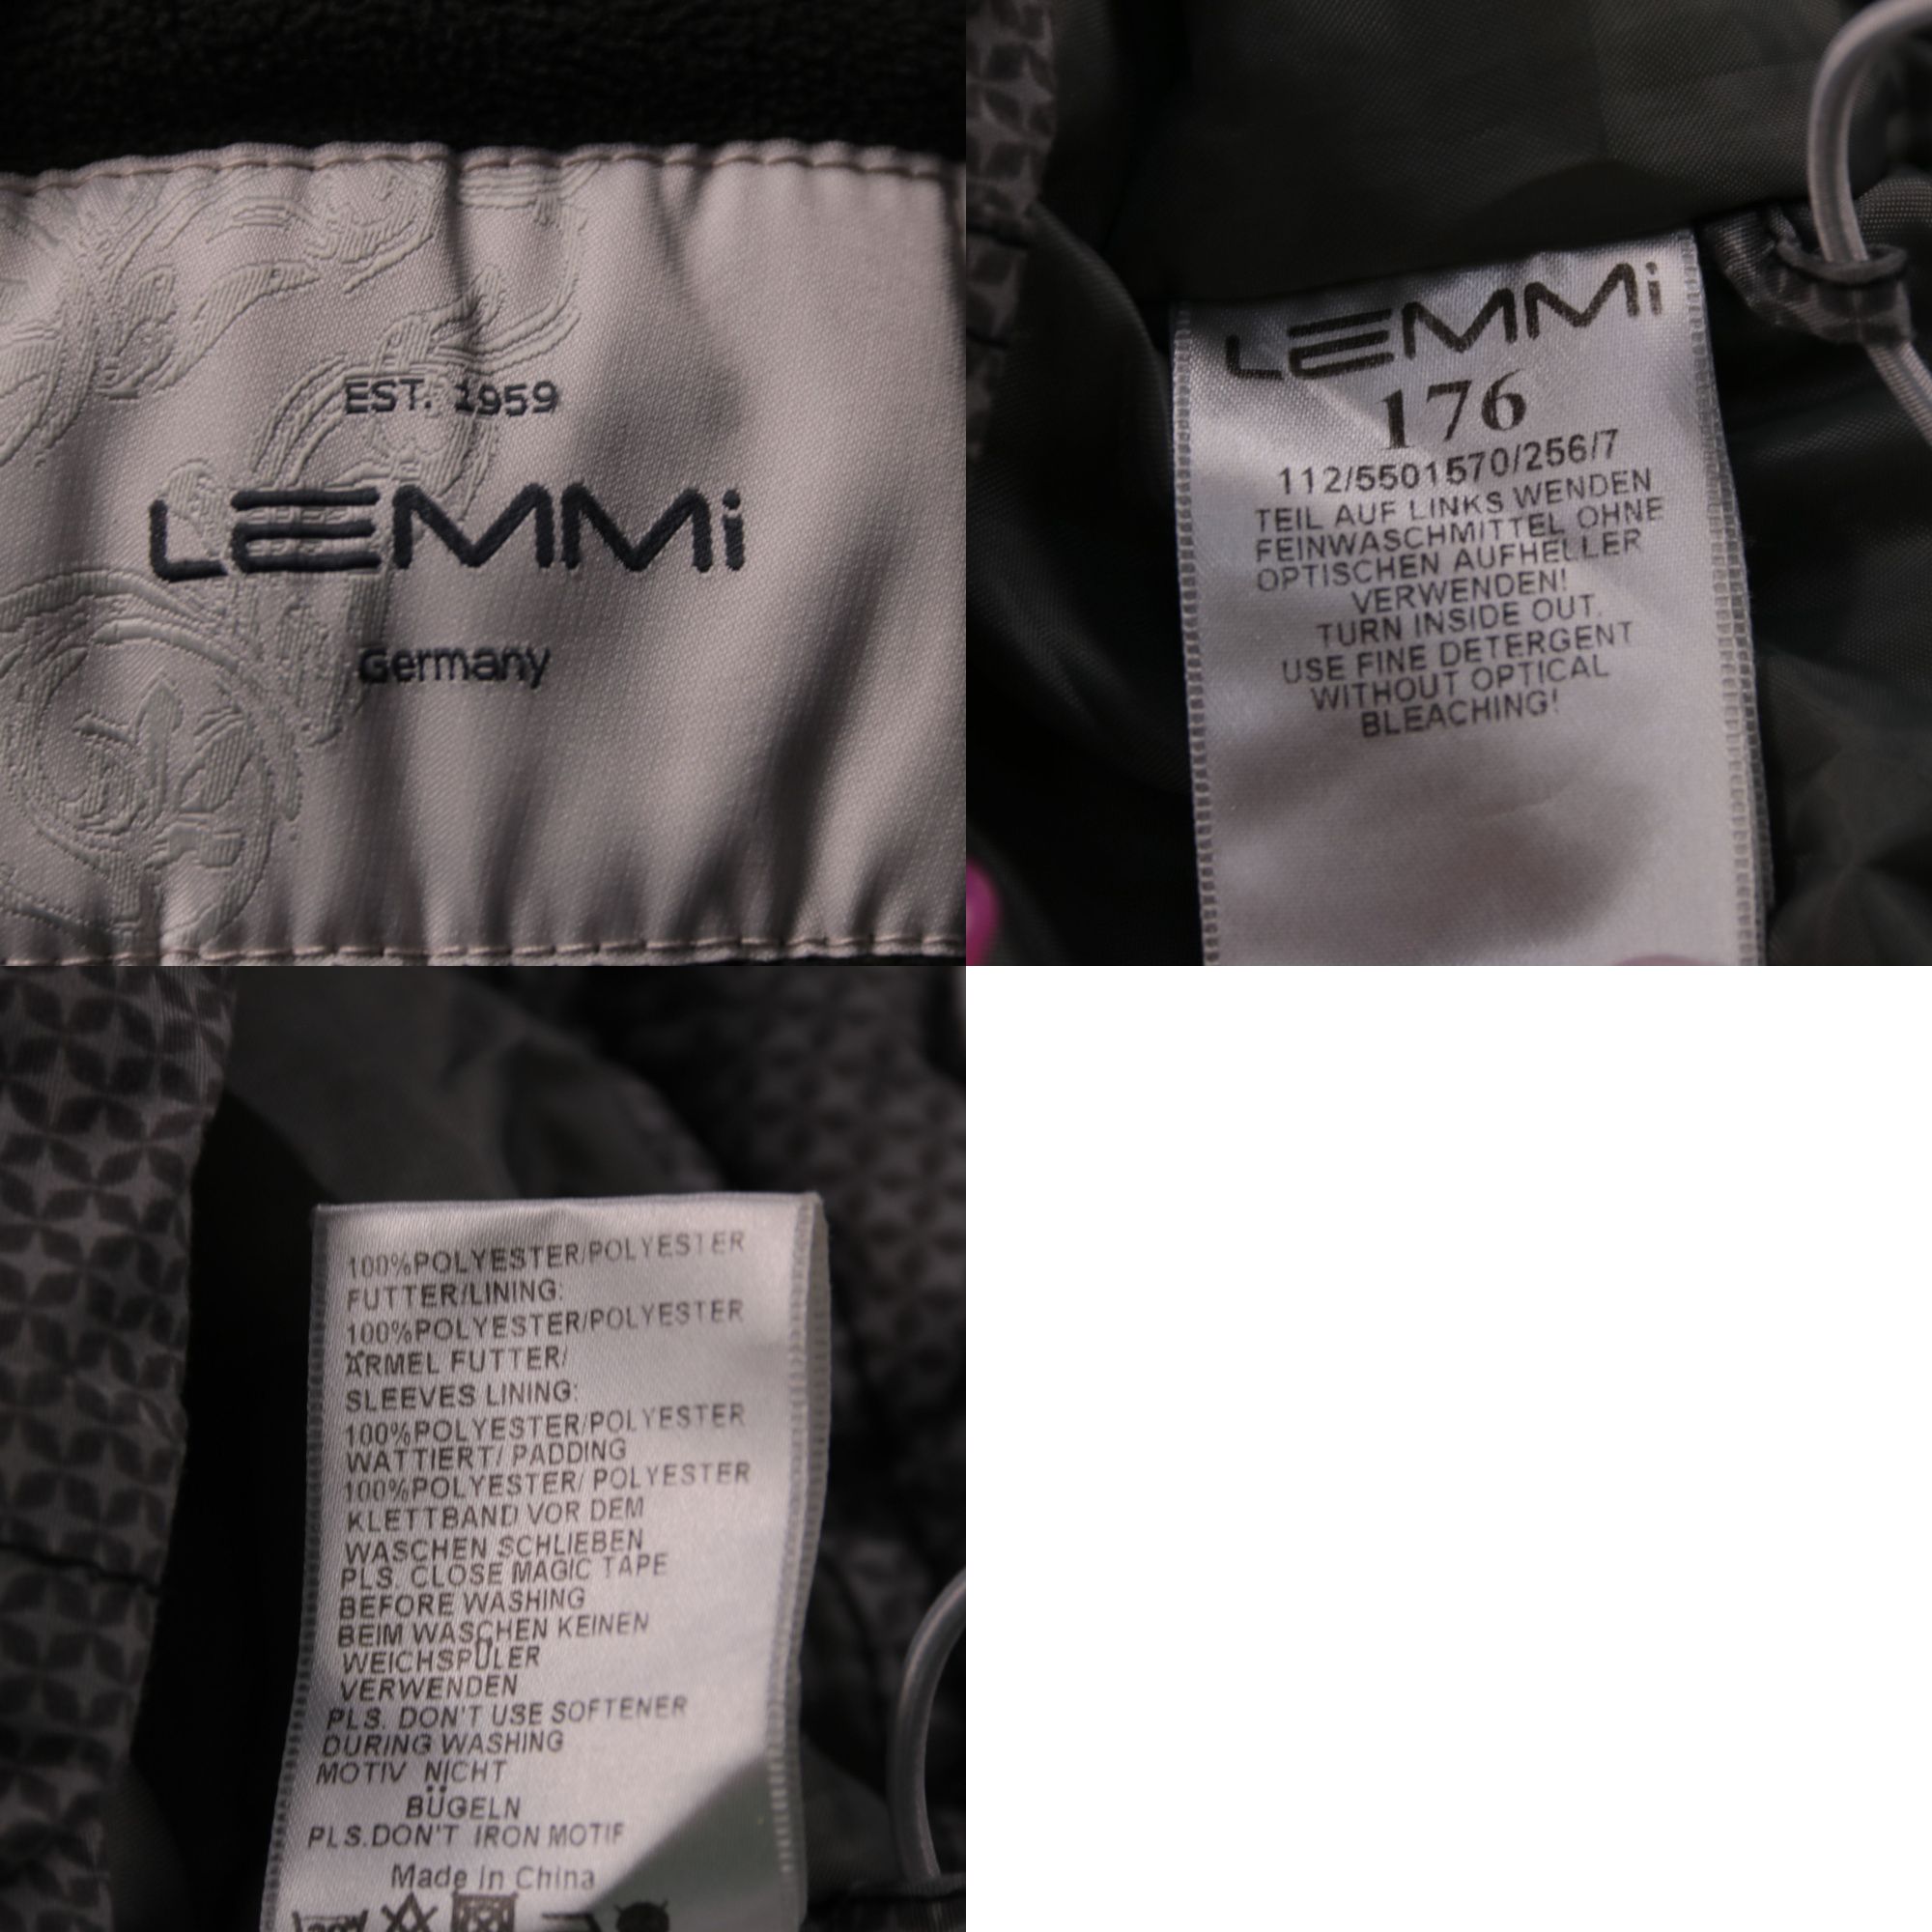 EST. 1959
LEMMi
Germany
LEMMi
176
112/5501570/256/7
TEIL AUF LINKS WENDEN
FEINWASCHMITTEL OHNE
OPTISCHEN AUFHELLER
VERWENDEN!
TURN INSIDE OUT.
USE FINE DETERGENT
WITHOUT OPTICAL
BLEACHING!
100%POLYESTER/POLYESTER
FUTTER/LINING:
100%POLYESTER/POLYESTER
ÄRMEL FUTTER/
SLEEVES LINING:
100%POLYESTER/POLYESTER
WATTIERT/ PADDING
100%POLYESTER/ POLYESTER
KLETTBAND VOR DEM
WASCHEN SCHLIEBEN
PLS. CLOSE MAGIC TAPE
BEFORE WASHING
BEIM WASCHEN KEINEN
WEICHSPÜLER
VERWENDEN
PLS. DON'T USE SOFTENER
DURING WASHING
MOTIV NICHT
BÜGELN
PLS.DON'T IRON MOTIF
Made in China